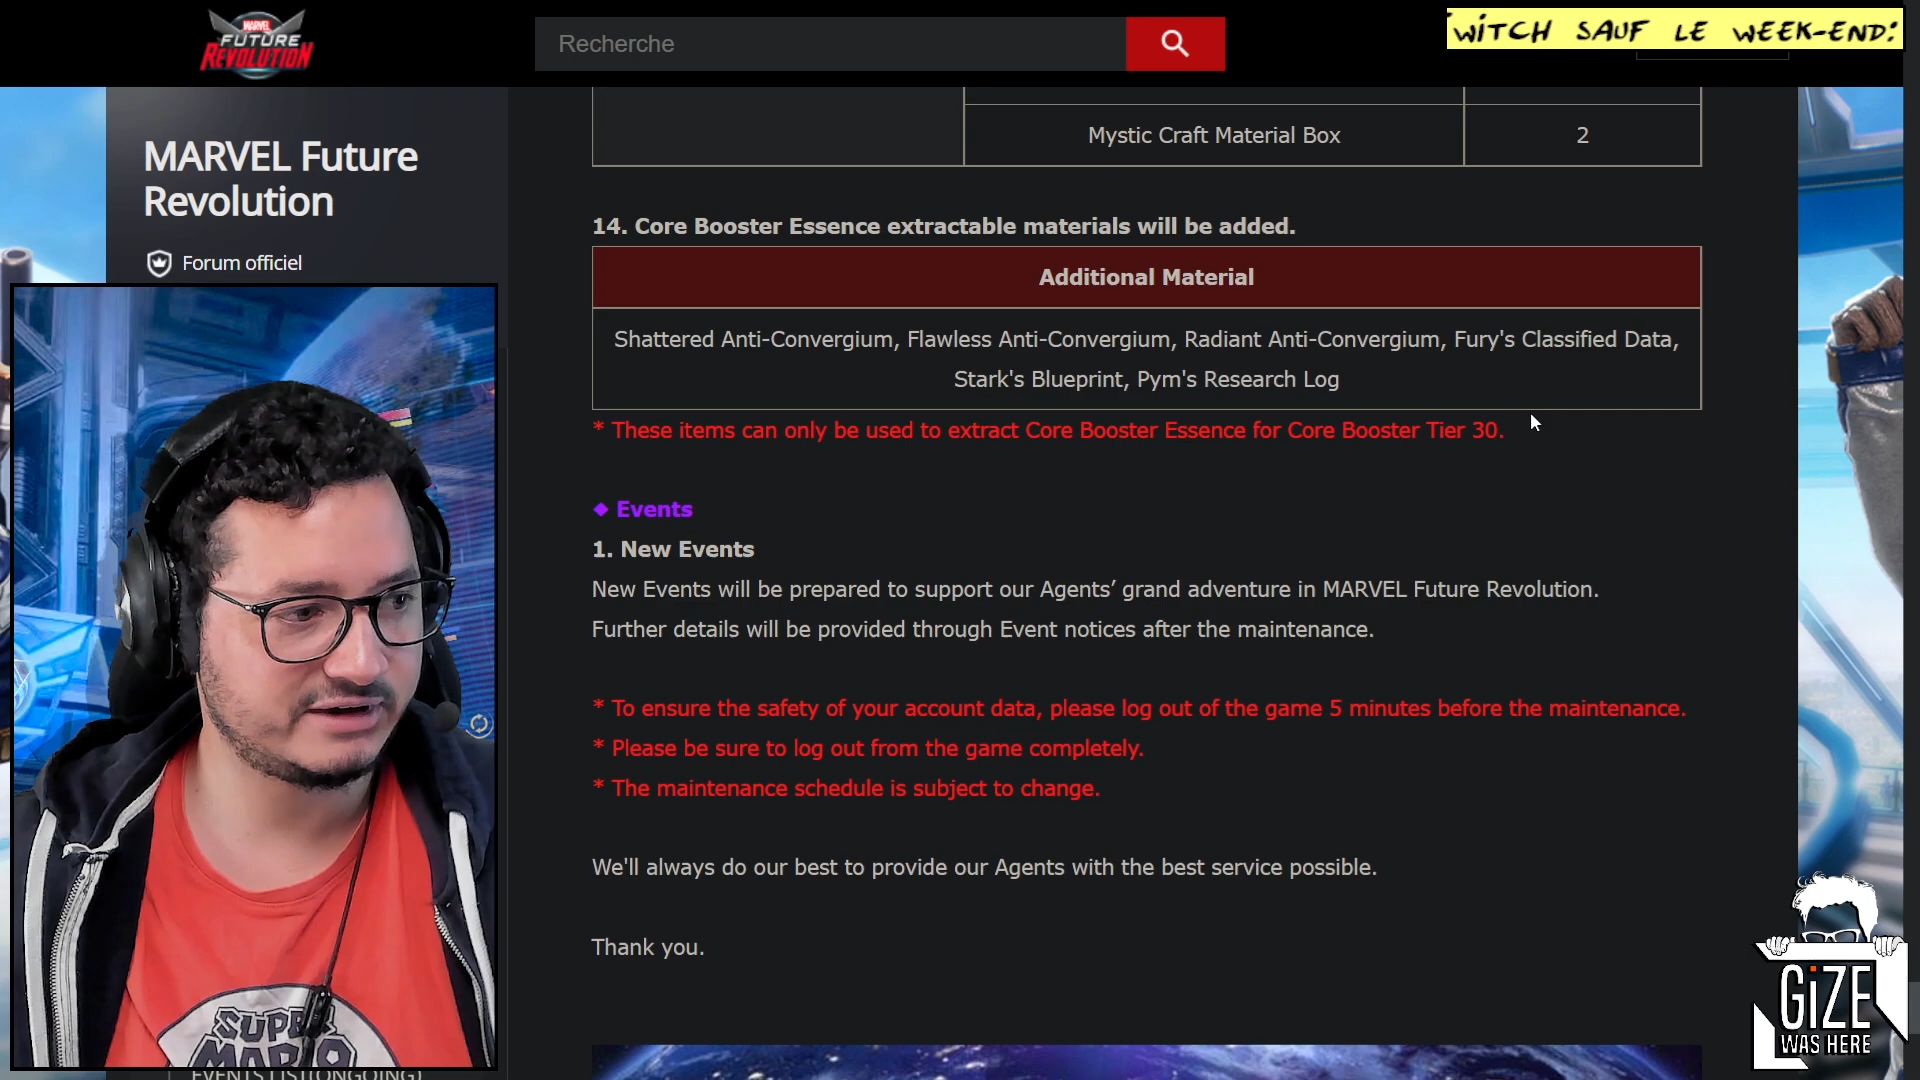 MARVEL
FUTURE
REVOLUTION
Recherche
WITCH SAUF LE WEEK-END!
MARVEL Future
Revolution
Forum officiel
Mystic Craft Material Box 2
14. Core Booster Essence extractable materials will be added.
Additional Material
Shattered Anti-Convergium, Flawless Anti-Convergium, Radiant Anti-Convergium, Fury's Classified Data,
Stark's Blueprint, Pym's Research Log
* These items can only be used to extract Core Booster Essence for Core Booster Tier 30.
◆ Events
1. New Events
New Events will be prepared to support our Agents’ grand adventure in MARVEL Future Revolution.
Further details will be provided through Event notices after the maintenance.
* To ensure the safety of your account data, please log out of the game 5 minutes before the maintenance.
* Please be sure to log out from the game completely.
* The maintenance schedule is subject to change.
We'll always do our best to provide our Agents with the best service possible.
Thank you.
SUPER
MARIO
EVENTS LIST(ONGOING)
GiZE
WAS HERE